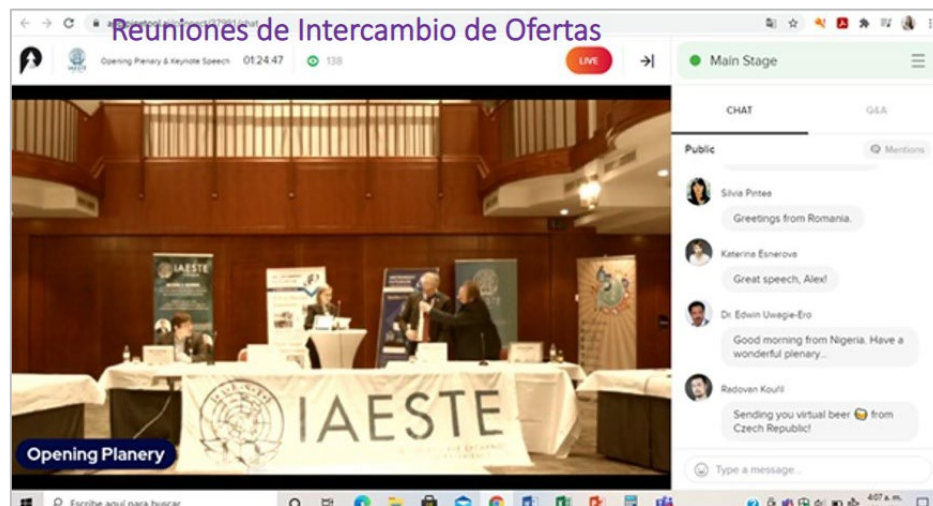 Reuniones de Intercambio de Ofertas
Opening Plenary & Keynote Speech 01:24:47 138
LIVE
Main Stage
CHAT Q&A
Public Mentions
Silvia Pintea
Greetings from Romania.
Katerina Esnerova
Great speech, Alex!
Dr. Edwin Uwagie-Ero
Good morning from Nigeria. Have a
wonderful plenary...
Radovan Koufil
Sending you virtual beer 🍺 from
Czech Republic!
Type a message...
IAESTE
IAESTE
Opening Planery
Escribe aquí para buscar
4:07 a. m.